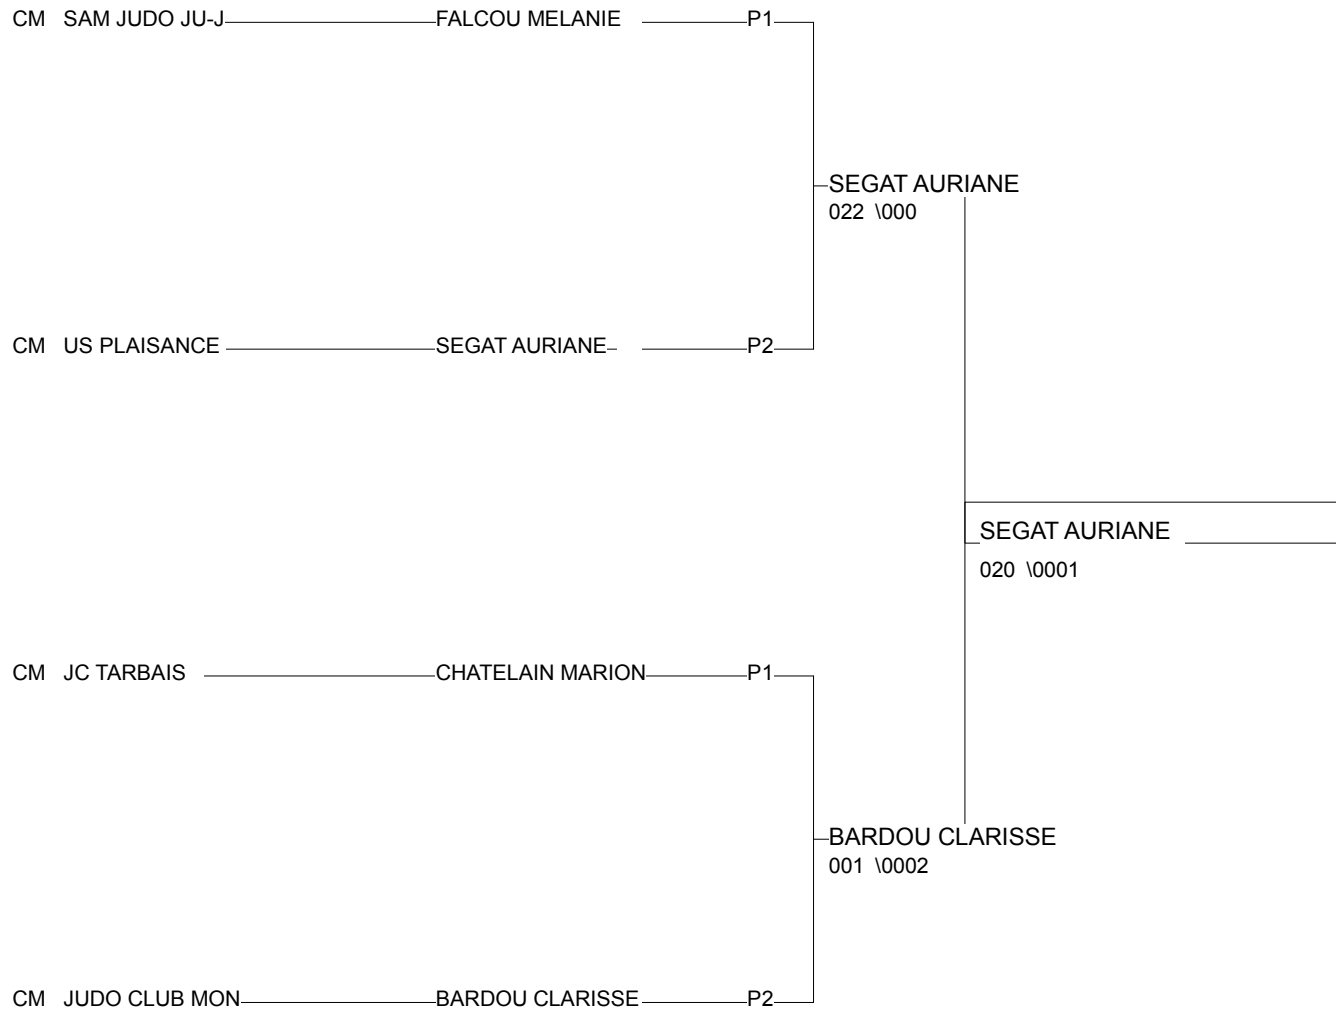 CM SAM JUDO JU-J FALCOU MELANIE P1
SEGAT AURIANE
022 \000
CM US PLAISANCE SEGAT AURIANE P2
SEGAT AURIANE
020 \0001
CM JC TARBAIS CHATELAIN MARION P1
BARDOU CLARISSE
001 \0002
CM JUDO CLUB MON BARDOU CLARISSE P2